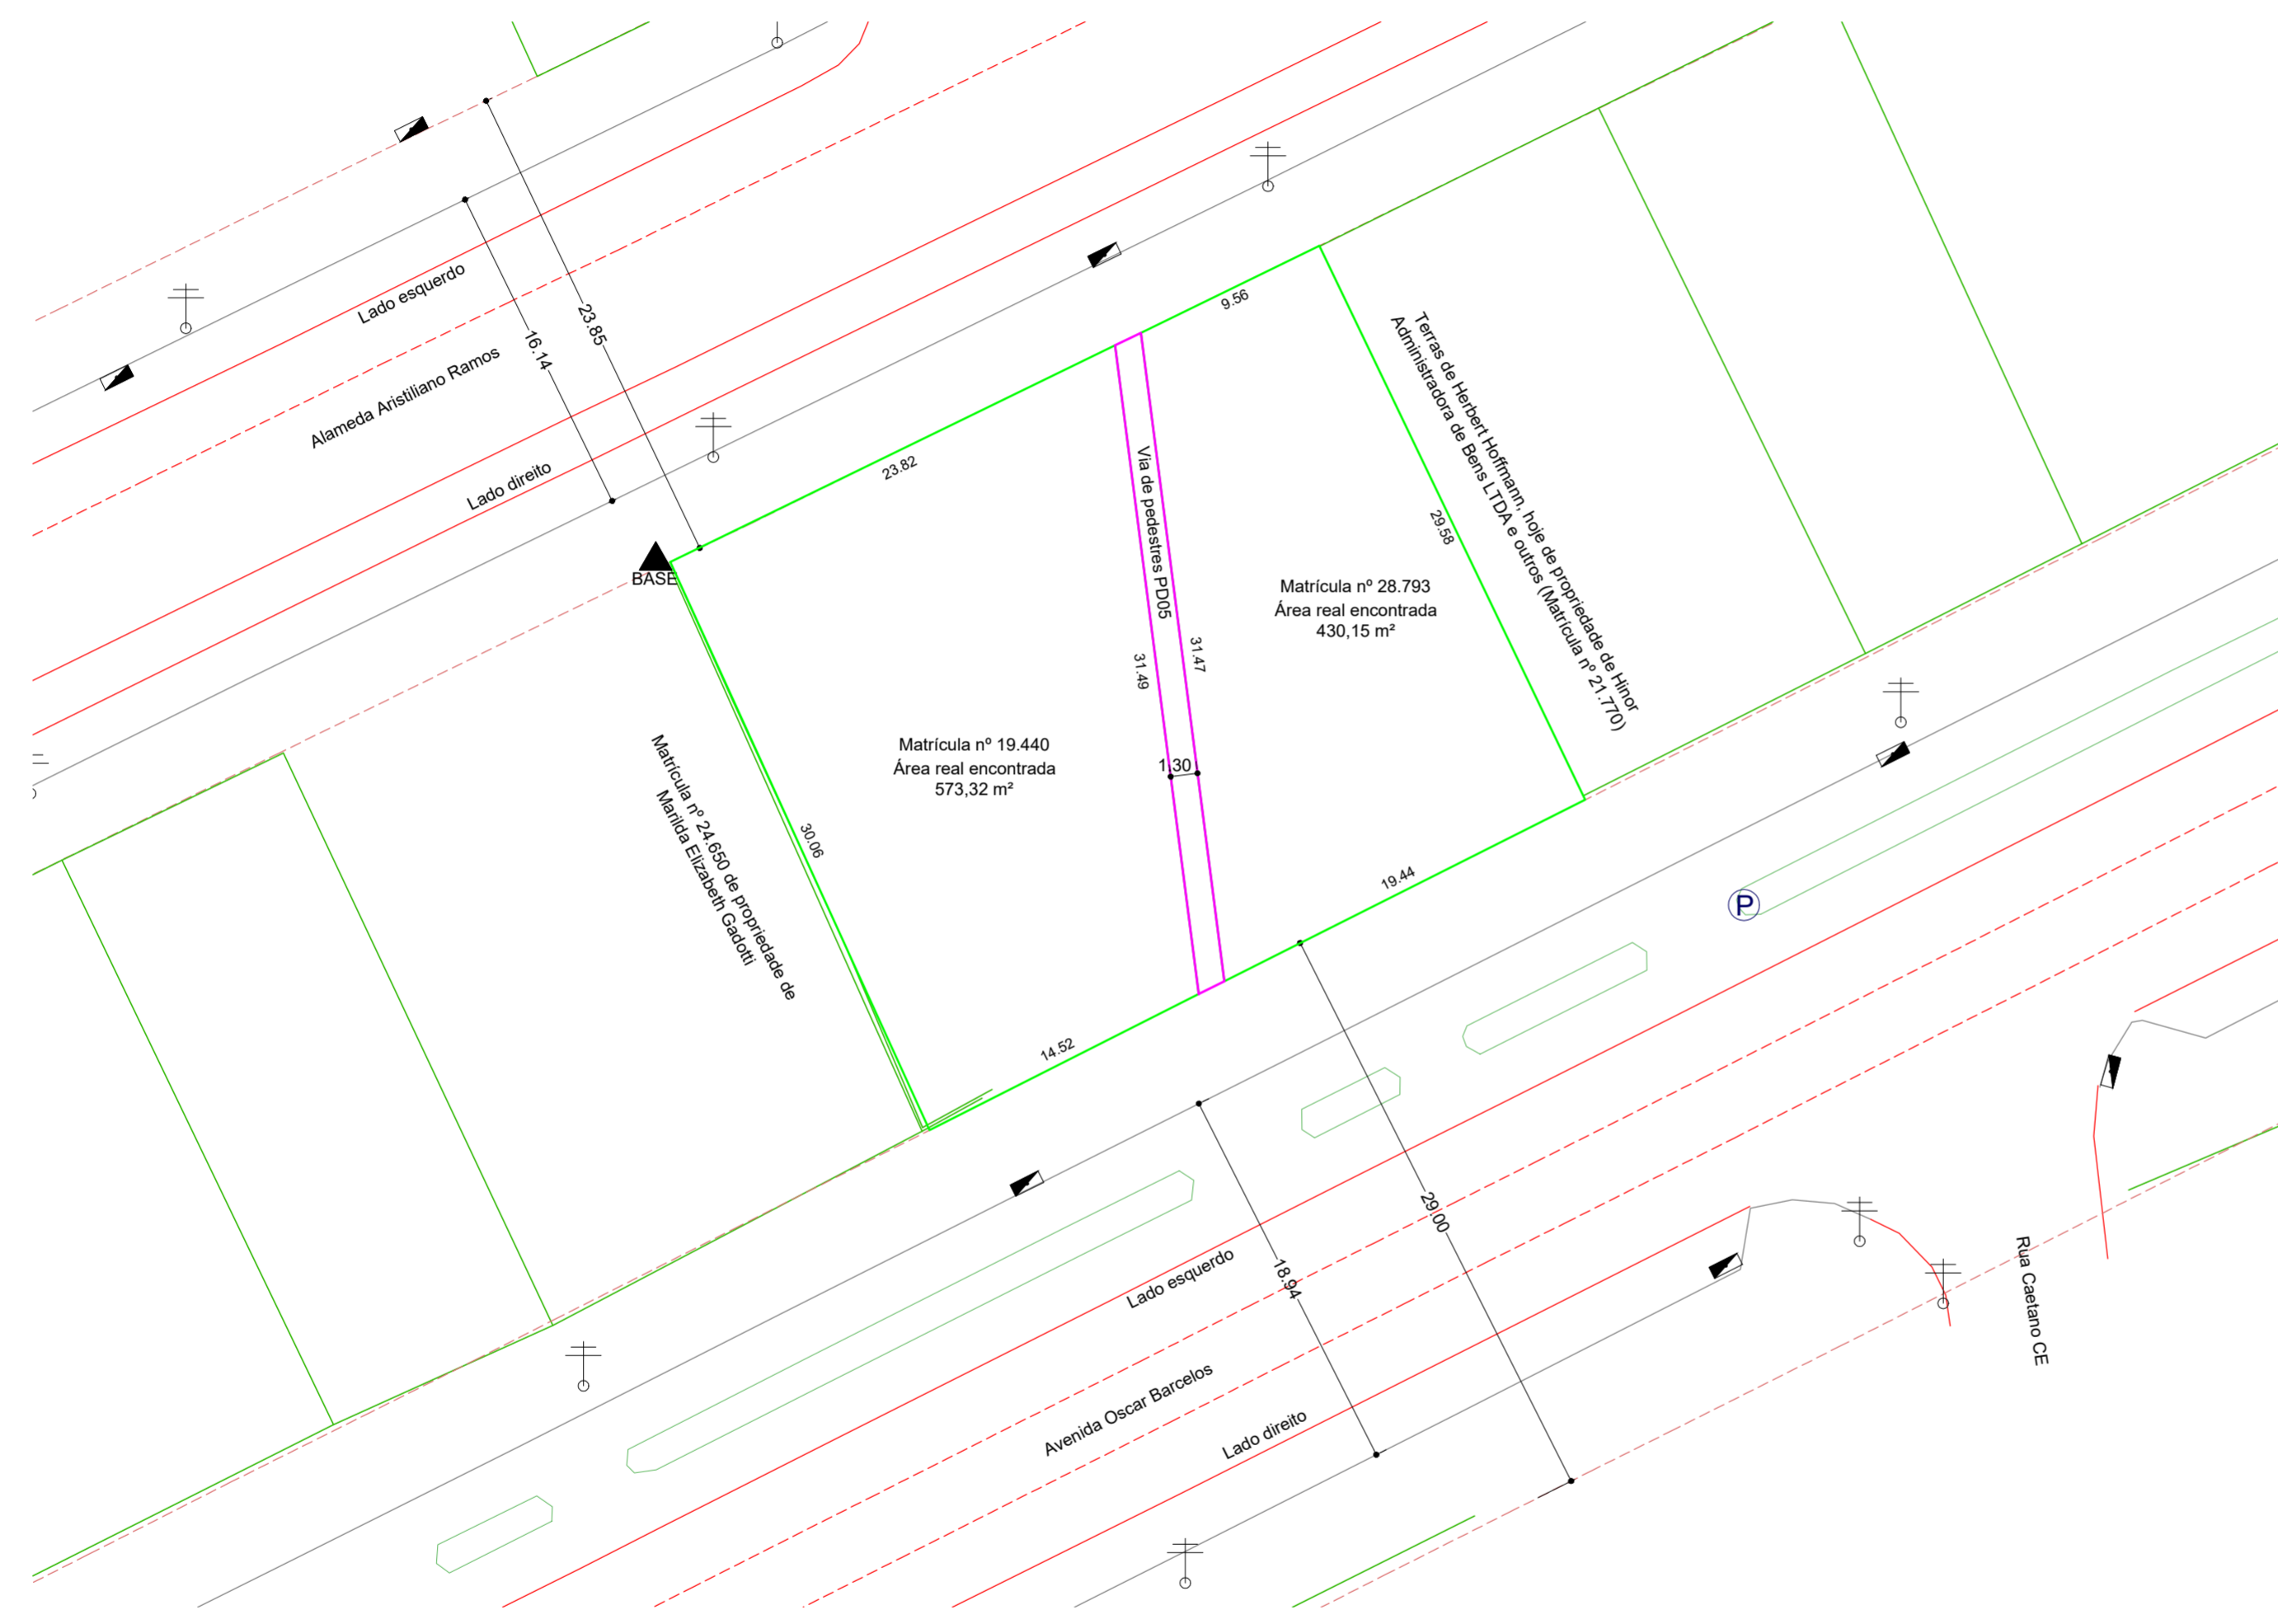 Lado esquerdo
23.85
16.14
Alameda Aristiliano Ramos
Lado direito
BASE
23.82
9.56
Via de pedestres PD05
31.49
31.47
1.30
29.58
Terras de Herbert Hoffmann, hoje de propriedade de Hinor
Administradora de Bens LTDA e outros (Matrícula nº 21.770)
Matrícula nº 28.793
Área real encontrada
430,15 m²
Matrícula nº 19.440
Área real encontrada
573,32 m²
Matrícula nº 24.650 de propriedade de
Marilda Elizabeth Gadotti
30.06
14.52
19.44
P
29.00
18.94
Lado esquerdo
Avenida Oscar Barcelos
Lado direito
Rua Caetano CE